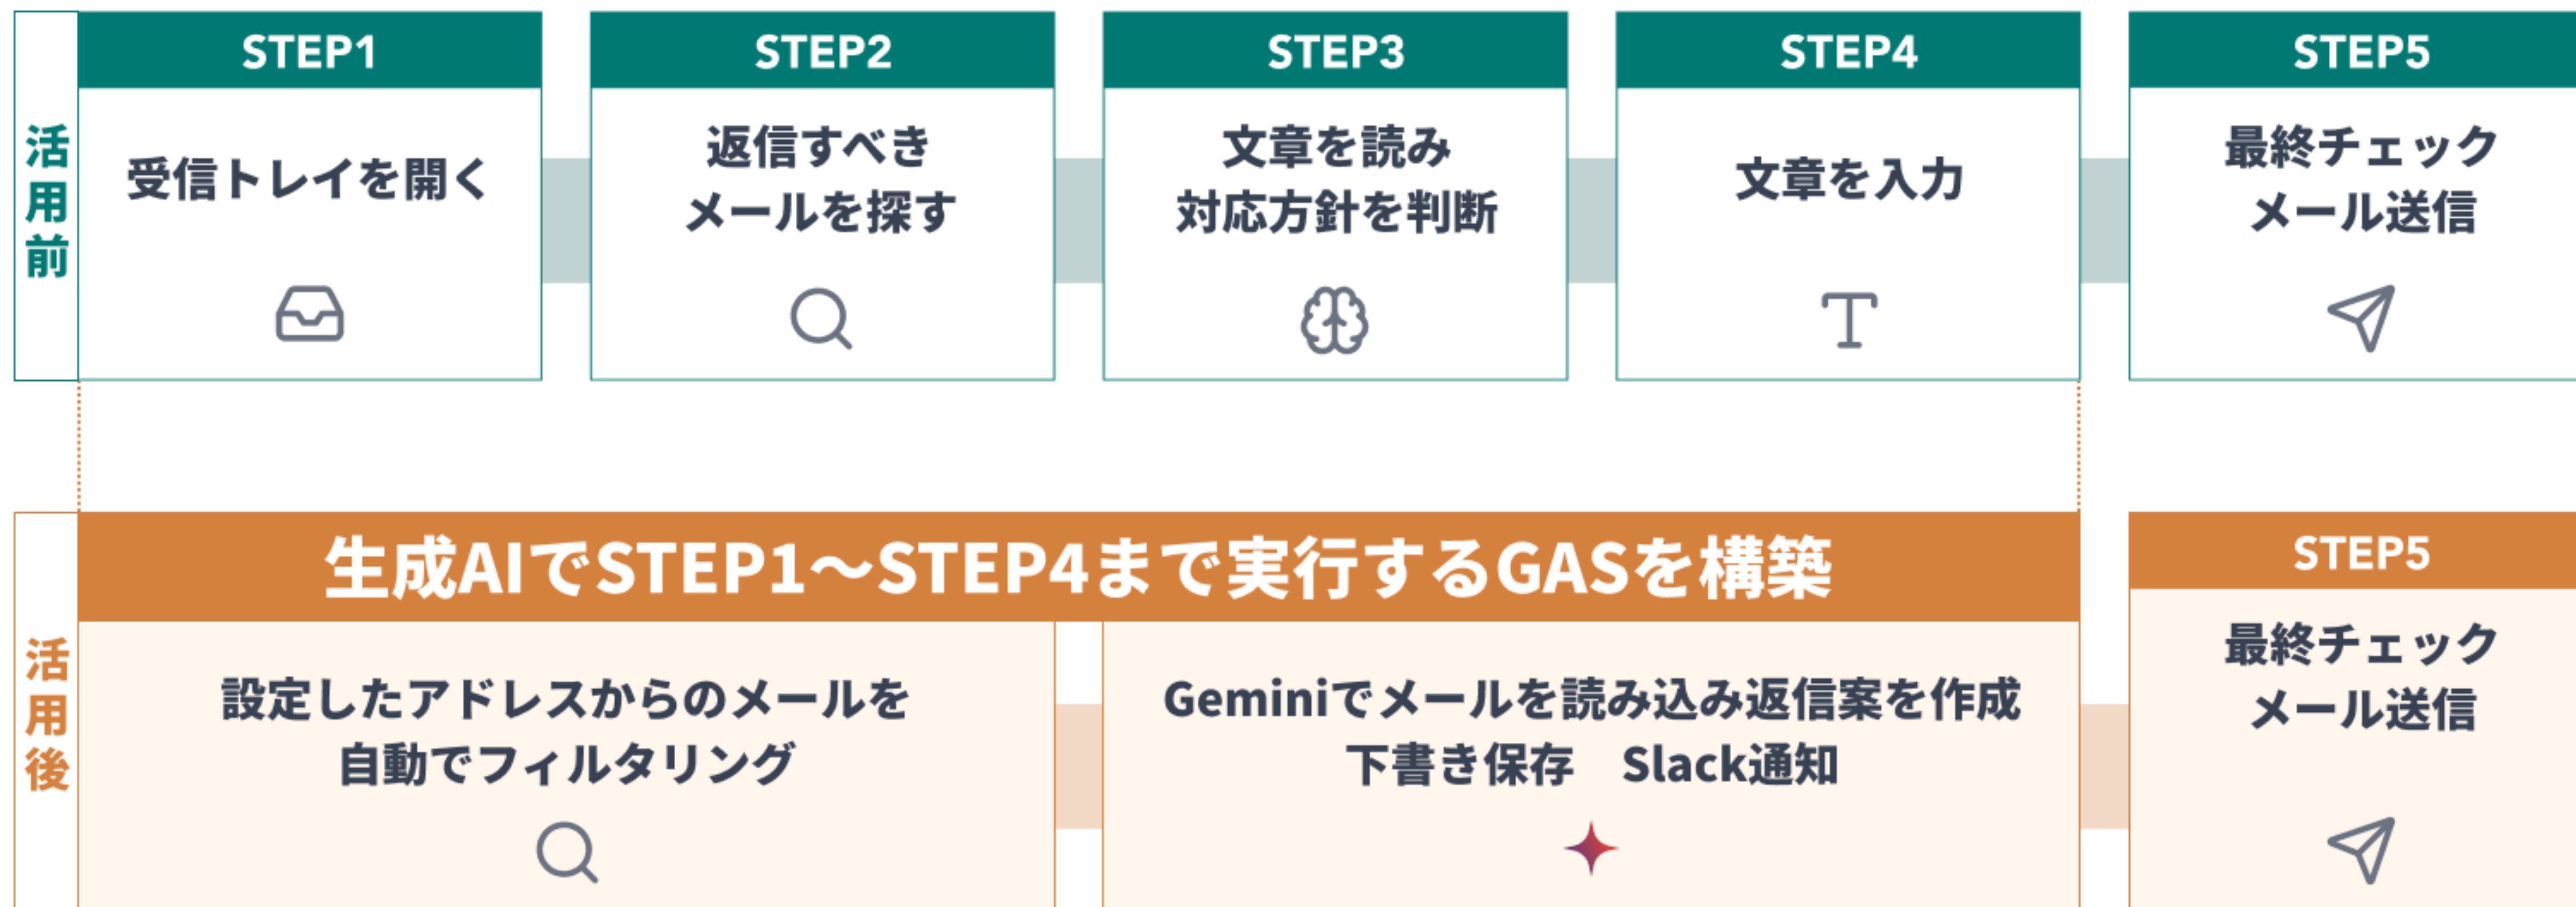 活用前
STEP1
受信トレイを開く
STEP2
返信すべき
メールを探す
STEP3
文章を読み
対応方針を判断
STEP4
文章を入力
STEP5
最終チェック
メール送信
活用後
生成AIでSTEP1～STEP4まで実行するGASを構築
設定したアドレスからのメールを
自動でフィルタリング
Geminiでメールを読み込み返信案を作成
下書き保存　Slack通知
STEP5
最終チェック
メール送信